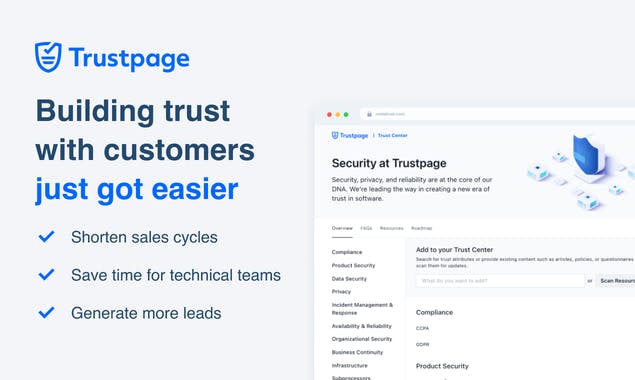 Trustpage
Building trust
with customers
just got easier
Shorten sales cycles
Save time for technical teams
Generate more leads
Trustpage | Trust Center
Security at Trustpage
Security, privacy, and reliability are at the core of our
DNA. We're leading the way in creating a new era of
trust in software.
Overview FAQs Resources Roadmap
Compliance
Product Security
Data Security
Privacy
Incident Management &
Response
Availability & Reliability
Organizational Security
Business Continuity
Infrastructure
Subprocessors
Add to your Trust Center
Search for trust attributes or provide existing content such as articles, policies, or questionnaires
scan them for updates.
What do you want to add? or Scan Resour
Compliance
CCPA
GDPR
Product Security